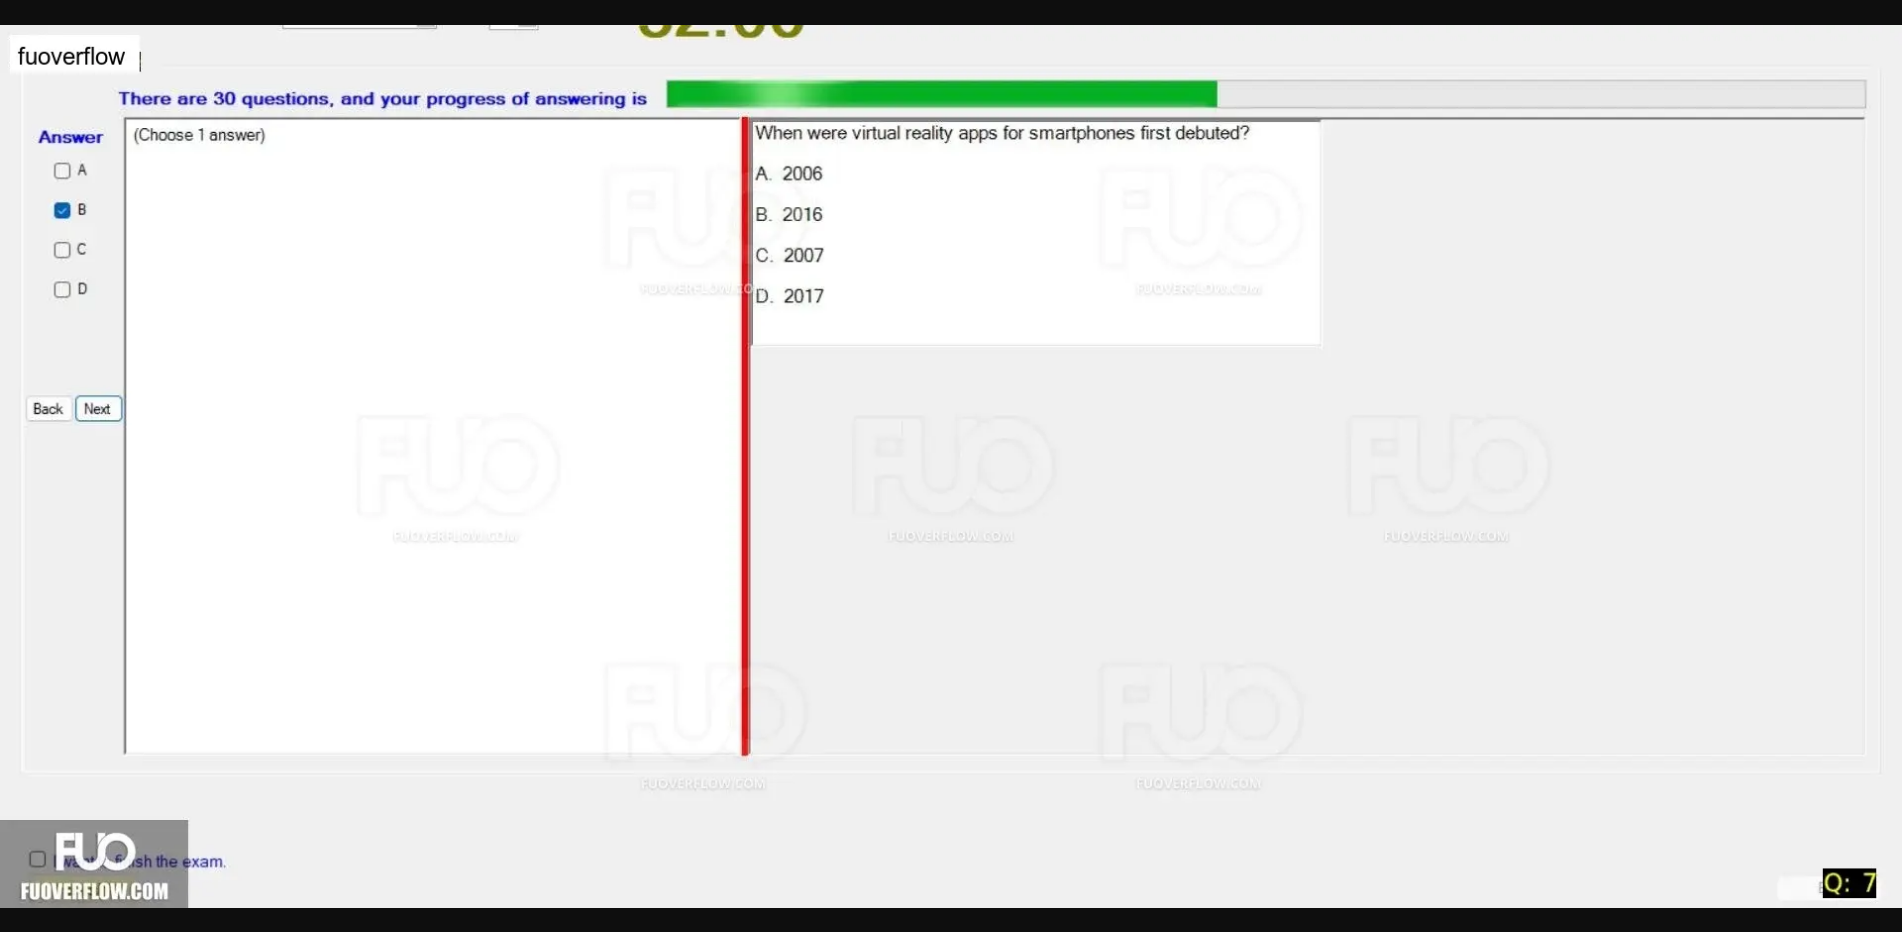 fuoverflow
There are 30 questions, and your progress of answering is
Answer
(Choose 1 answer)
A
B
C
D
Back Next
When were virtual reality apps for smartphones first debuted?
A. 2006
B. 2016
C. 2007
D. 2017
FUO
FUOVERFLOW.COM
FUO
FUOVERFLOW.COM
FUO
FUOVERFLOW.COM
FUO
FUOVERFLOW.COM
FUO
FUOVERFLOW.COM
FUO
FUOVERFLOW.COM
FUO
FUOVERFLOW.COM
FUO
the exam.
FUOVERFLOW.COM
Q: 7